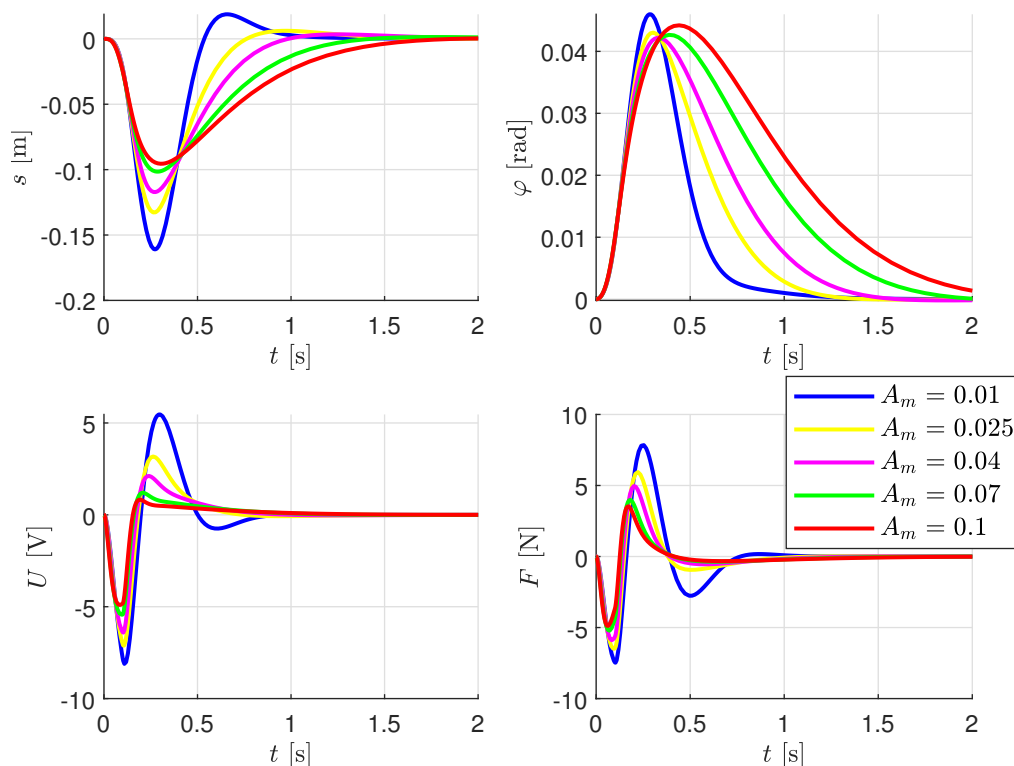 0
-0.05
-0.1
-0.15
-0.2
s [m]
0 0.5 1 1.5 2
t [s]
0.04
0.03
0.02
0.01
0
φ [rad]
0 0.5 1 1.5 2
t [s]
5
0
-5
-10
U [V]
0 0.5 1 1.5 2
t [s]
10
5
0
-5
-10
F [N]
0 0.5 1 1.5 2
t [s]
A_m = 0.01
A_m = 0.025
A_m = 0.04
A_m = 0.07
A_m = 0.1